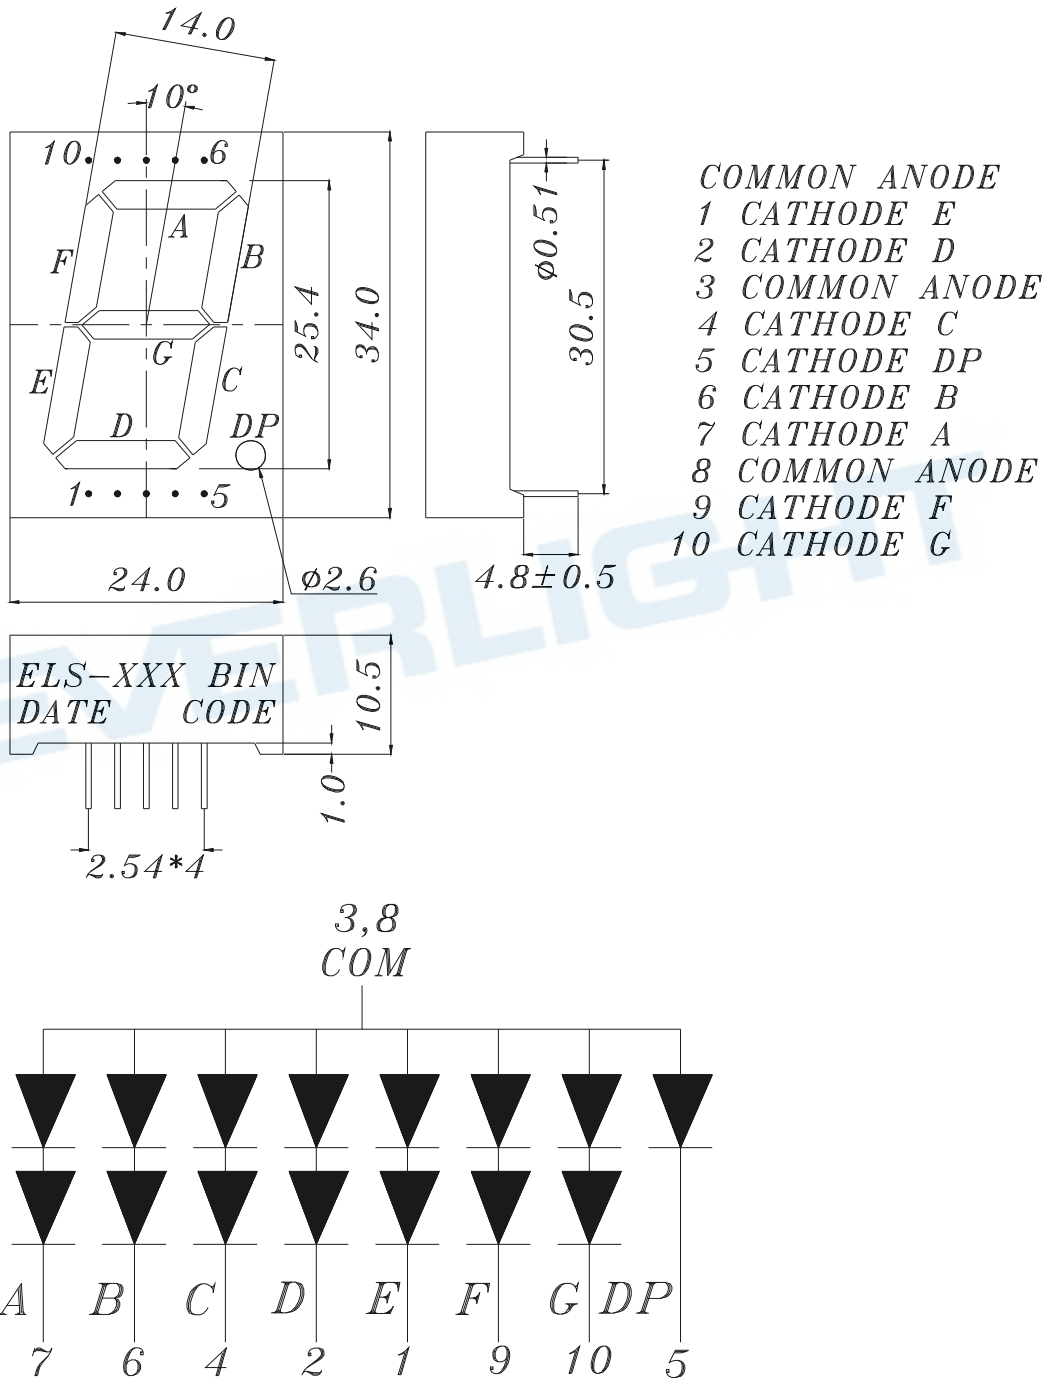 14.0
10°
10 6
A
F B
G
E C
D DP
1 5
25.4
34.0
24.0
ø2.6
ø0.51
30.5
4.8±0.5
COMMON ANODE
1 CATHODE E
2 CATHODE D
3 COMMON ANODE
4 CATHODE C
5 CATHODE DP
6 CATHODE B
7 CATHODE A
8 COMMON ANODE
9 CATHODE F
10 CATHODE G
EVERLIGHT
ELS-XXX BIN
DATE CODE
10.5
1.0
2.54*4
3,8
COM
A B C D E F G DP
7 6 4 2 1 9 10 5